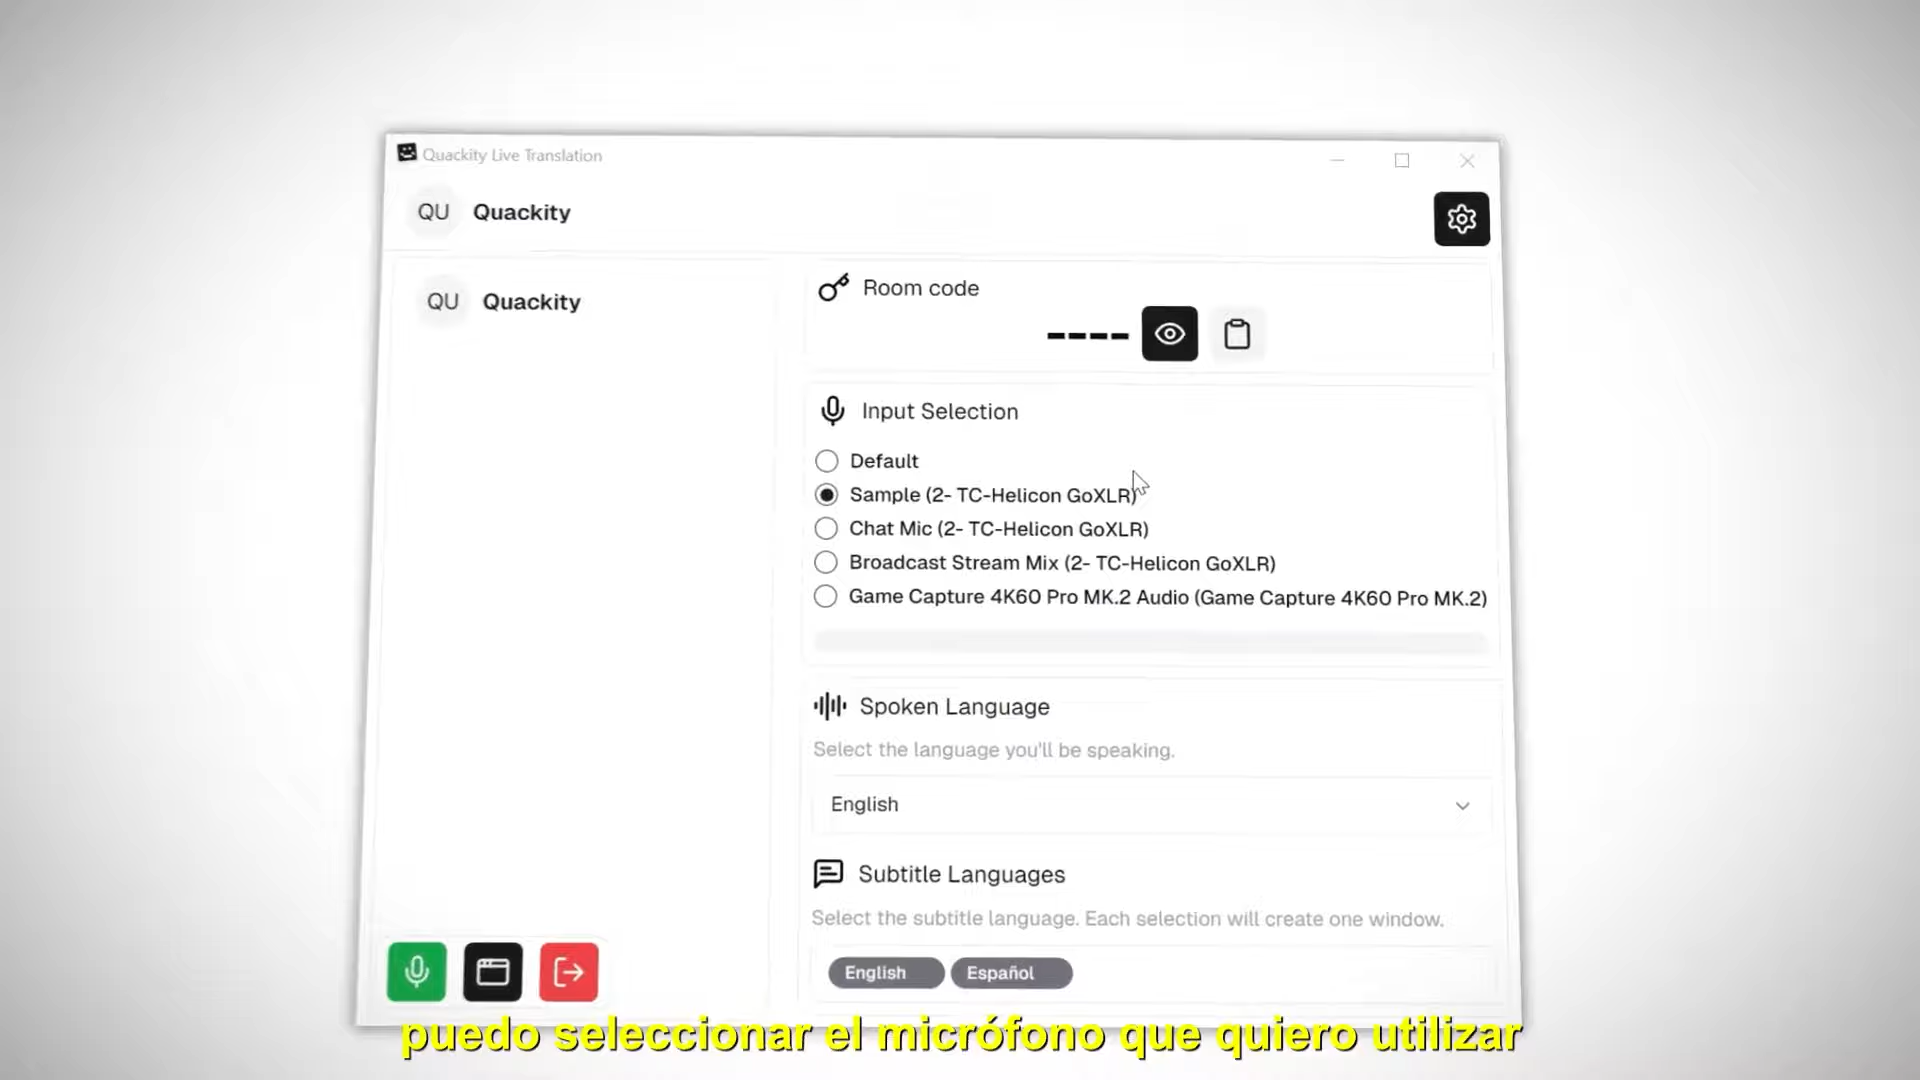 Quackity Live Translation
QU Quackity
QU Quackity
Room code
----
Input Selection
Default
Sample (2- TC-Helicon GoXLR)
Chat Mic (2- TC-Helicon GoXLR)
Broadcast Stream Mix (2- TC-Helicon GoXLR)
Game Capture 4K60 Pro MK.2 Audio (Game Capture 4K60 Pro MK.2)
Spoken Language
Select the language you'll be speaking.
English
Subtitle Languages
Select the subtitle language. Each selection will create one window.
English Español
puedo seleccionar el micrófono que quiero utilizar